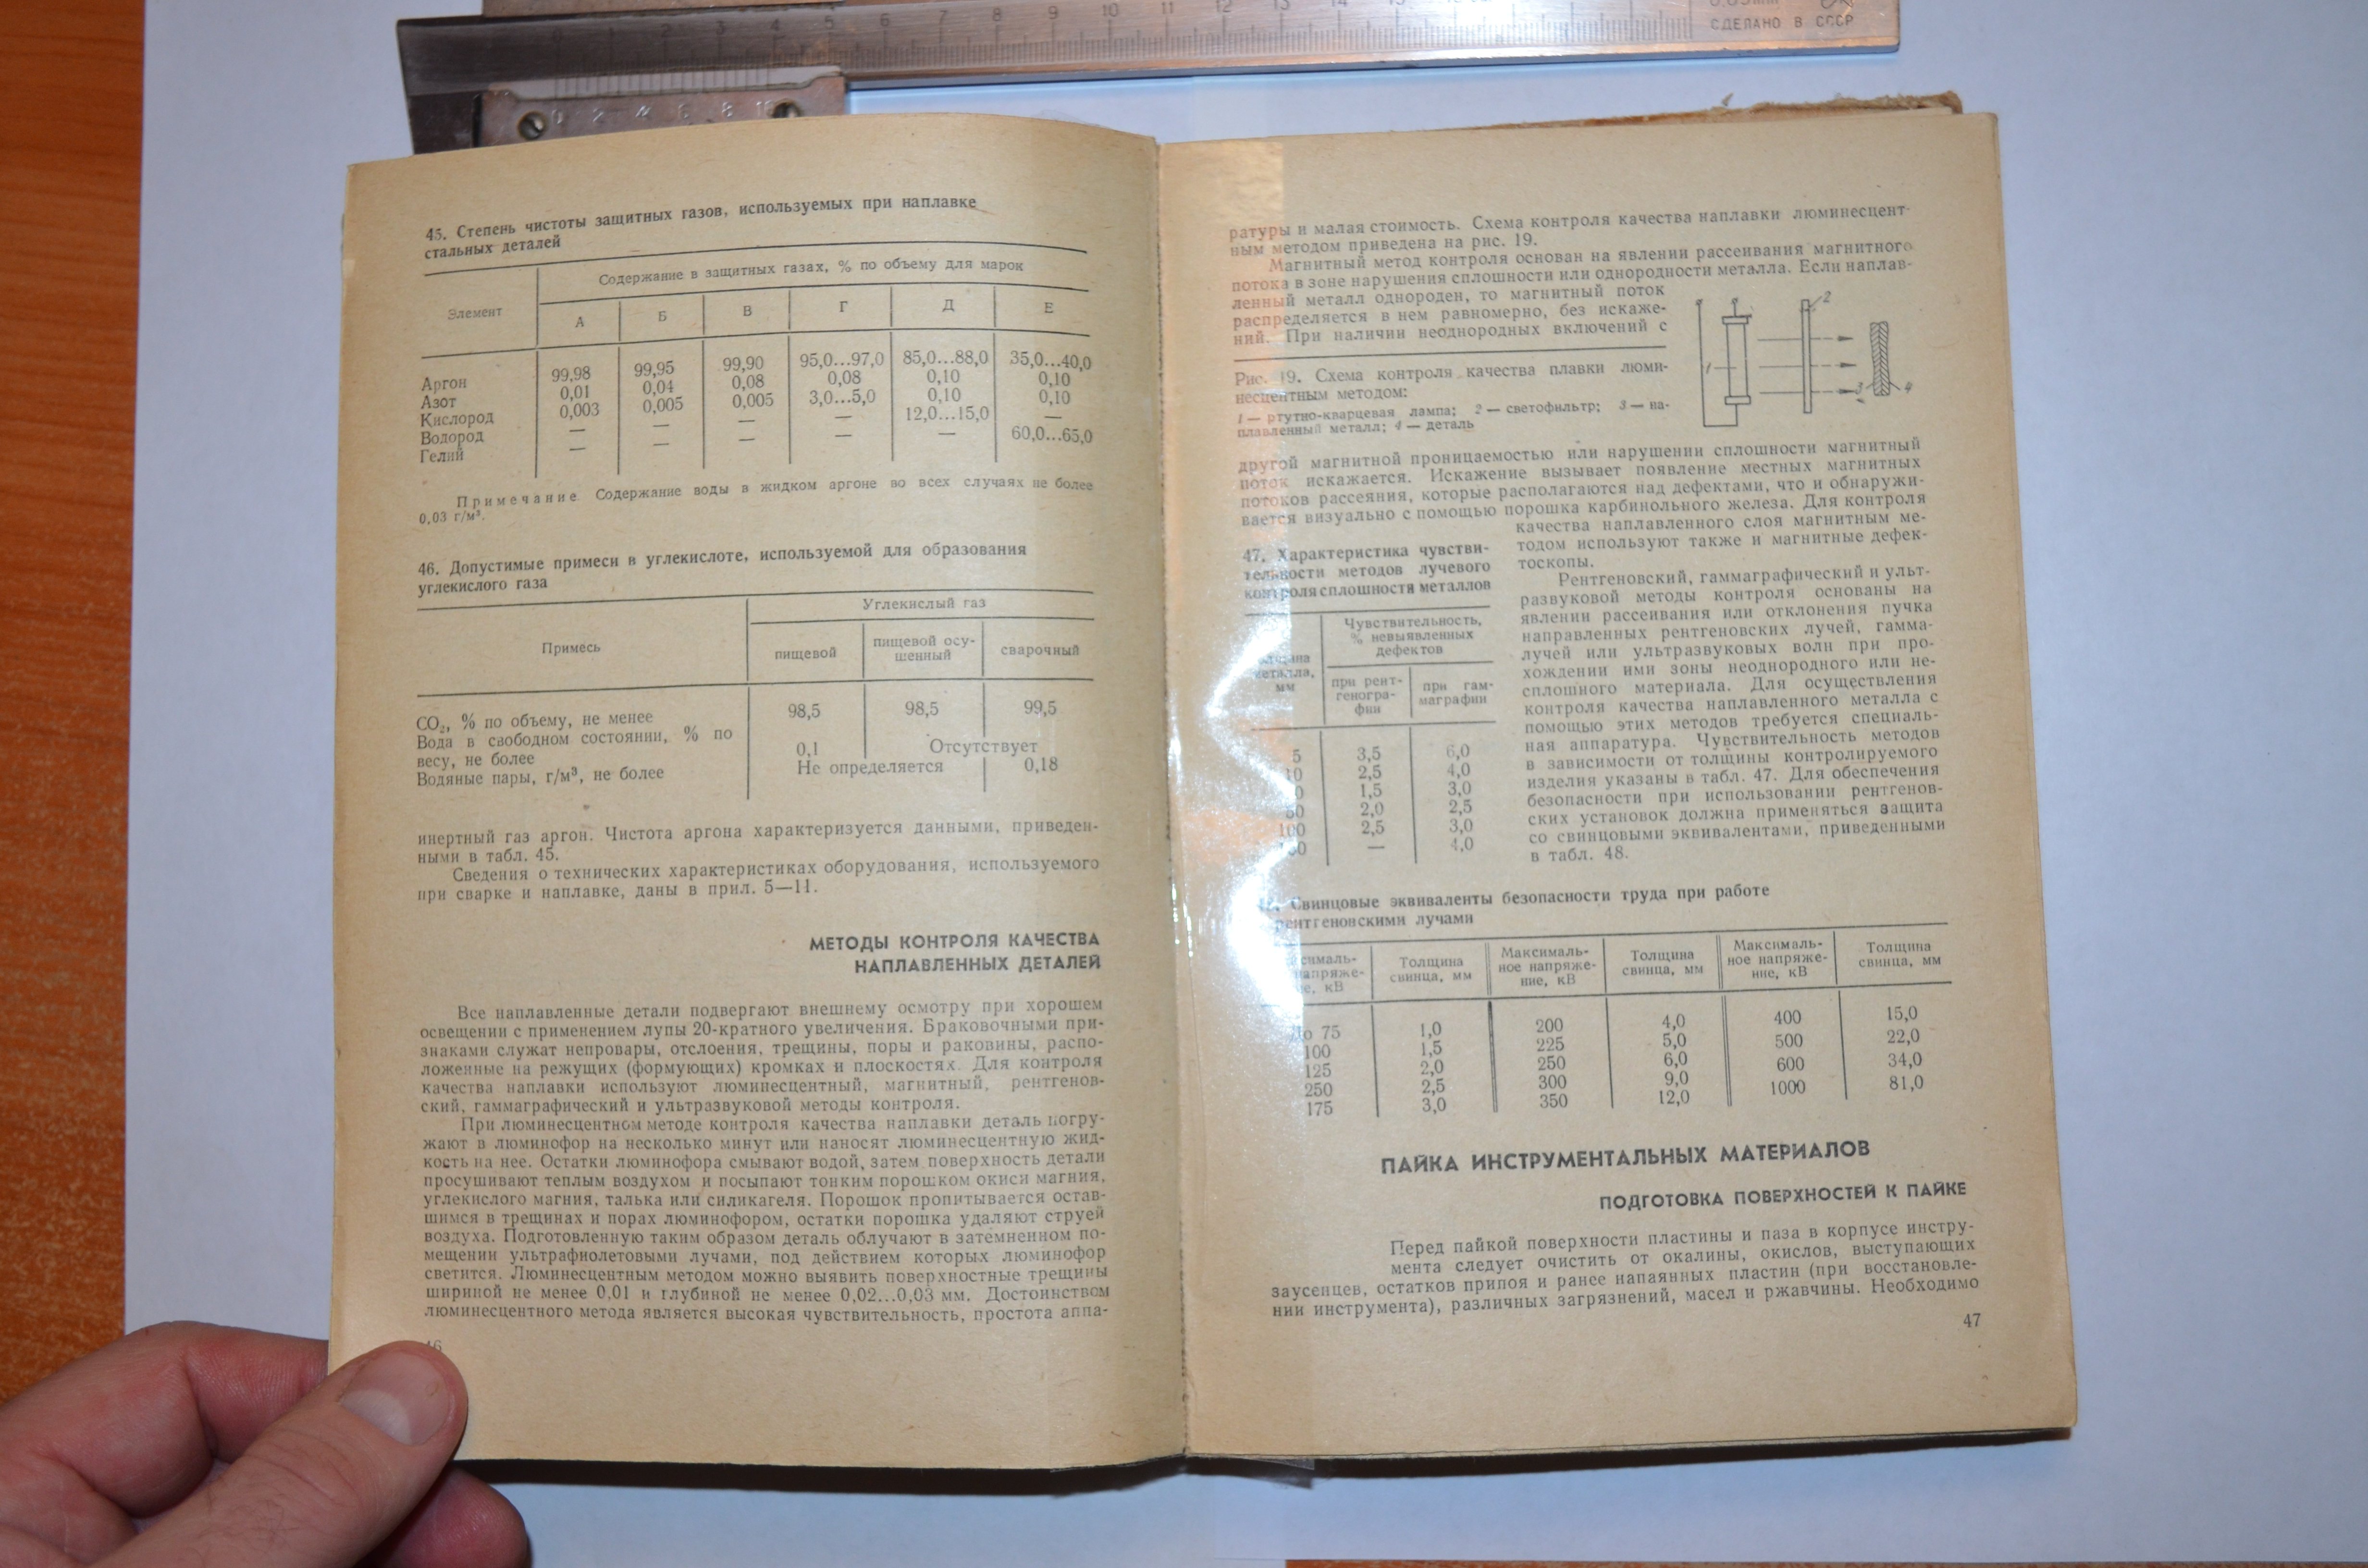 2 3 4 5 6 7 8 9 10 11 12 13 14 15
СДЕЛАНО В СССР
0 2 4 6 8 10
45. Степень чистоты защитных газов, используемых при наплавке
стальных деталей
Элемент
Содержание в защитных газах, % по объему для марок
А Б В Г Д Е
Аргон 99,98 99,95 99,90 95,0...97,0 85,0...88,0 35,0...40,0
Азот 0,01 0,04 0,08 0,08 0,10 0,10
Кислород 0,003 0,005 0,005 3,0...5,0 0,10 0,10
Водород — — — — 12,0...15,0 —
Гелий — — — — — 60,0...65,0
Примечание Содержание воды в жидком аргоне во всех случаях не более
0,03 г/м³.
46. Допустимые примеси в углекислоте, используемой для образования
углекислого газа
Примесь
Углекислый газ
пищевой
пищевой осу-
шенный
сварочный
СО₂, % по объему, не менее 98,5 98,5 99,5
Вода в свободном состоянии, % по
весу, не более 0,1 Отсутствует
Водяные пары, г/м³, не более Не определяется 0,18
инертный газ аргон. Чистота аргона характеризуется данными, приведен-
ными в табл. 45.
Сведения о технических характеристиках оборудования, используемого
при сварке и наплавке, даны в прил. 5—11.
МЕТОДЫ КОНТРОЛЯ КАЧЕСТВА
НАПЛАВЛЕННЫХ ДЕТАЛЕЙ
Все наплавленные детали подвергают внешнему осмотру при хорошем
освещении с применением лупы 20-кратного увеличения. Браковочными при-
знаками служат непровары, отслоения, трещины, поры и раковины, распо-
ложенные на режущих (формующих) кромках и плоскостях. Для контроля
качества наплавки используют люминесцентный, магнитный, рентгенов-
ский, гаммаграфический и ультразвуковой методы контроля.
При люминесцентном методе контроля качества наплавки деталь погру-
жают в люминофор на несколько минут или наносят люминесцентную жид-
кость на нее. Остатки люминофора смывают водой, затем поверхность детали
просушивают теплым воздухом и посыпают тонким порошком окиси магния,
углекислого магния, талька или силикагеля. Порошок пропитывается остав-
шимся в трещинах и порах люминофором, остатки порошка удаляют струей
воздуха. Подготовленную таким образом деталь облучают в затемненном по-
мещении ультрафиолетовыми лучами, под действием которых люминофор
светится. Люминесцентным методом можно выявить поверхностные трещины
шириной не менее 0,01 и глубиной не менее 0,02...0,03 мм. Достоинством
люминесцентного метода является высокая чувствительность, простота аппа-
46
ратуры и малая стоимость. Схема контроля качества наплавки люминесцент-
ным методом приведена на рис. 19.
Магнитный метод контроля основан на явлении рассеивания магнитного
потока в зоне нарушения сплошности или однородности металла. Если наплав-
ленный металл однороден, то магнитный поток
распределяется в нем равномерно, без искаже-
ний. При наличии неоднородных включений с
Рис. 19. Схема контроля качества плавки люми-
несцентным методом:
1 — ртутно-кварцевая лампа; 2 — светофильтр; 3 — на-
плавленный металл; 4 — деталь
1 2 3 4
другой магнитной проницаемостью или нарушении сплошности магнитный
поток искажается. Искажение вызывает появление местных магнитных
потоков рассеяния, которые располагаются над дефектами, что и обнаружи-
вается визуально с помощью порошка карбинольного железа. Для контроля
качества наплавленного слоя магнитным ме-
тодом используют также и магнитные дефек-
тоскопы.
Рентгеновский, гаммаграфический и ульт-
развуковой методы контроля основаны на
явлении рассеивания или отклонения пучка
направленных рентгеновских лучей, гамма-
лучей или ультразвуковых волн при про-
хождении ими зоны неоднородного или не-
сплошного материала. Для осуществления
контроля качества наплавленного металла с
помощью этих методов требуется специаль-
ная аппаратура. Чувствительность методов
в зависимости от толщины контролируемого
изделия указаны в табл. 47. Для обеспечения
безопасности при использовании рентгенов-
ских установок должна применяться защита
со свинцовыми эквивалентами, приведенными
в табл. 48.
47. Характеристика чувстви-
тельности методов лучевого
контроля сплошности металлов
металла,
мм
Чувствительность,
% невыявленных
дефектов
при рент-
геногра-
фии
при гам-
маграфии
5 3,5 6,0
10 2,5 4,0
1,5 3,0
50 2,0 2,5
100 2,5 3,0
— 4,0
Свинцовые эквиваленты безопасности труда при работе
рентгеновскими лучами
Толщина
свинца, мм
Максималь-
ное напряже-
ние, кВ
Толщина
свинца, мм
Максималь-
ное напряже-
ние, кВ
Толщина
свинца, мм
До 75 1,0 200 4,0 400 15,0
100 1,5 225 5,0 500 22,0
125 2,0 250 6,0 600 34,0
250 2,5 300 9,0 1000 81,0
175 3,0 350 12,0
ПАЙКА ИНСТРУМЕНТАЛЬНЫХ МАТЕРИАЛОВ
ПОДГОТОВКА ПОВЕРХНОСТЕЙ К ПАЙКЕ
Перед пайкой поверхности пластины и паза в корпусе инстру-
мента следует очистить от окалины, окислов, выступающих
заусенцев, остатков припоя и ранее напаянных пластин (при восстановле-
нии инструмента), различных загрязнений, масел и ржавчины. Необходимо
47